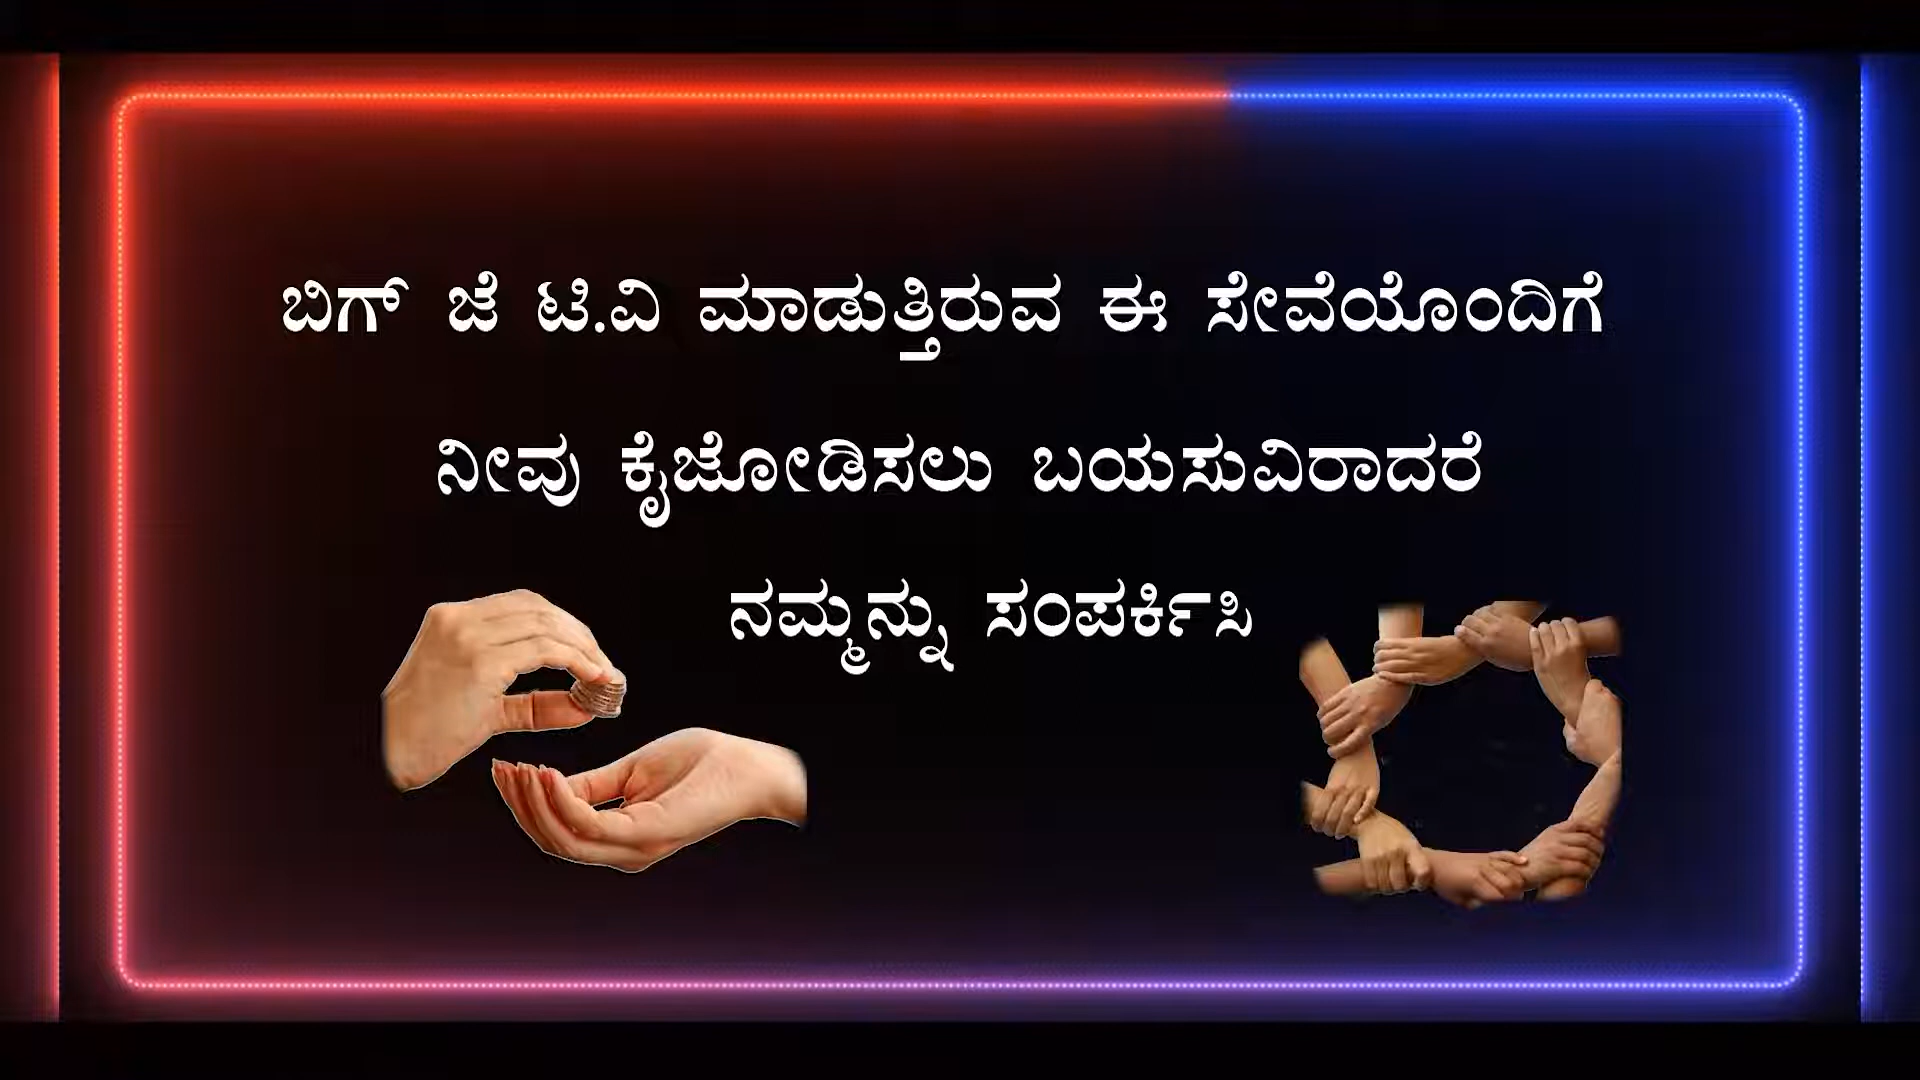 ಬಿಗ್ ಜೆ ಟಿ.ವಿ ಮಾಡುತ್ತಿರುವ ಈ ಸೇವೆಯೊಂದಿಗೆ
ನೀವು ಕೈಜೋಡಿಸಲು ಬಯಸುವಿರಾದರೆ
ನಮ್ಮನ್ನು ಸಂಪರ್ಕಿಸಿ